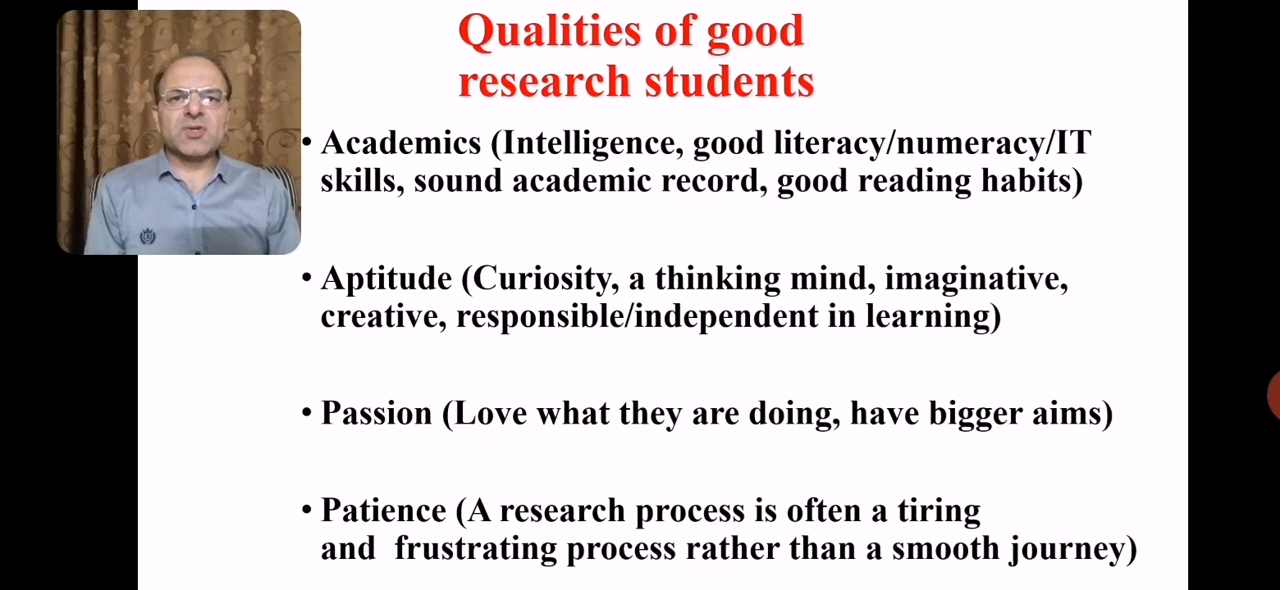 Qualities of good
research students
• Academics (Intelligence, good literacy/numeracy/IT
skills, sound academic record, good reading habits)
• Aptitude (Curiosity, a thinking mind, imaginative,
creative, responsible/independent in learning)
• Passion (Love what they are doing, have bigger aims)
• Patience (A research process is often a tiring
and  frustrating process rather than a smooth journey)